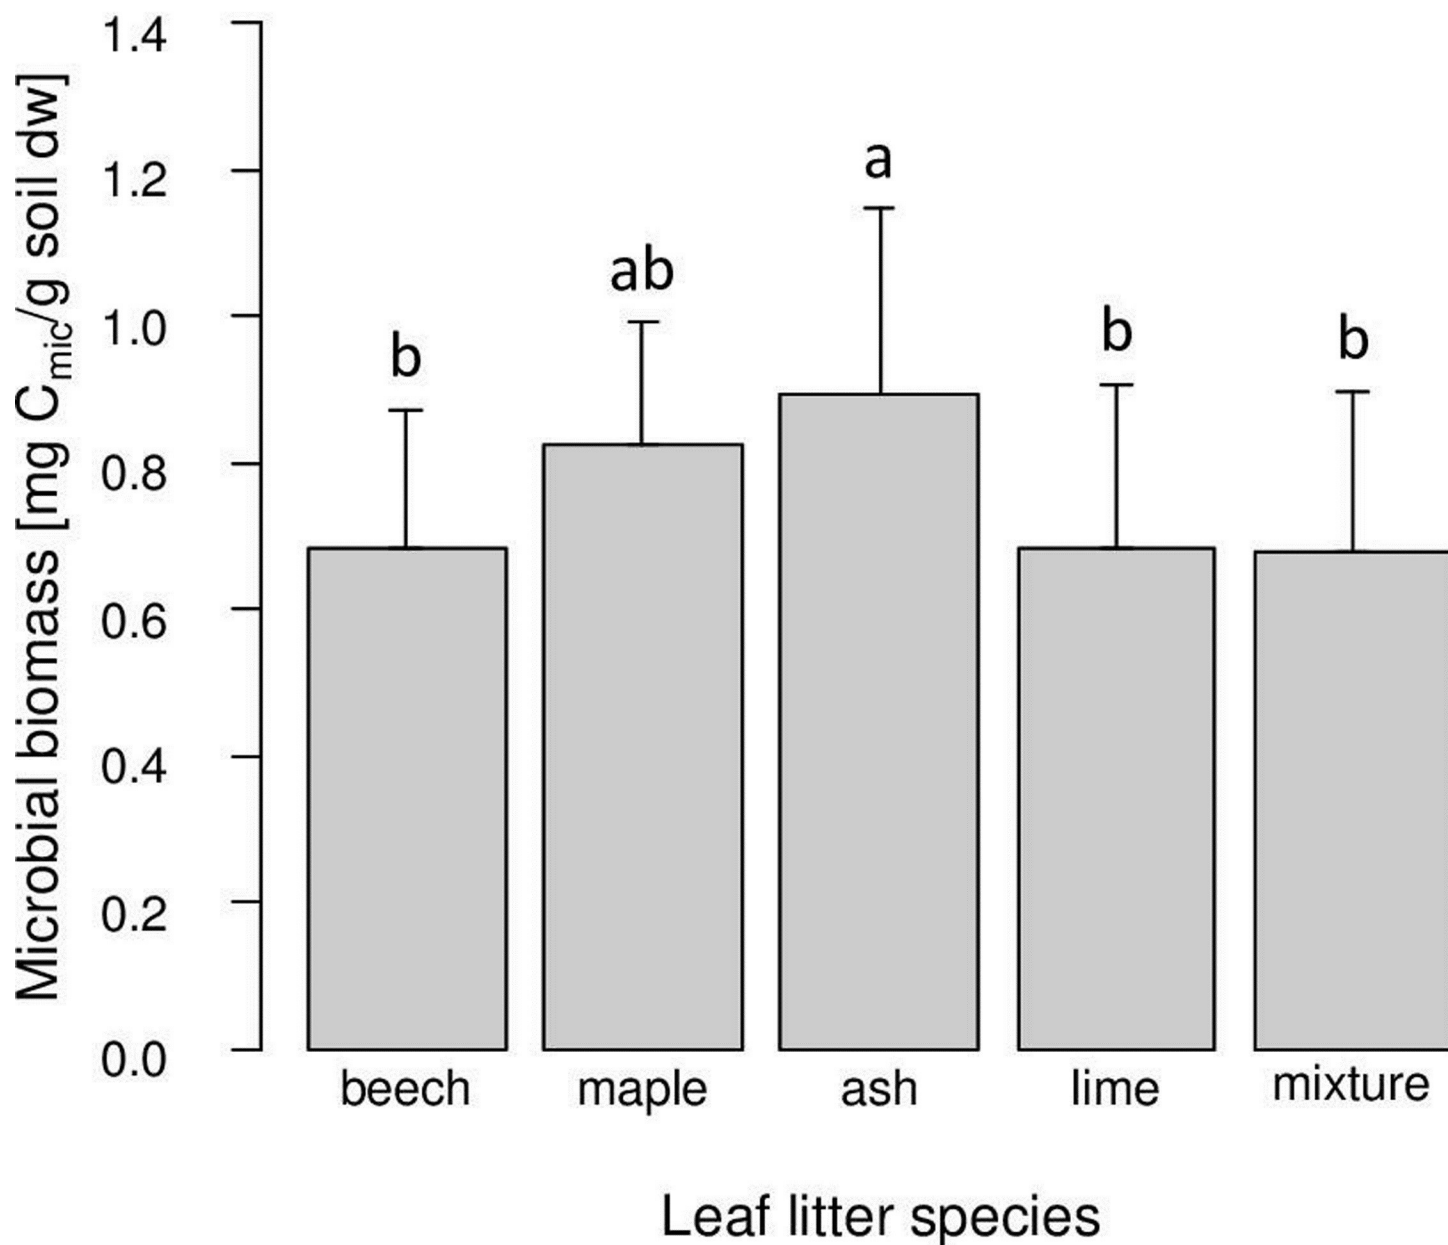 Microbial biomass [mg Cmic/g soil dw]
1.4
1.2
1.0
0.8
0.6
0.4
0.2
0.0
b
ab
a
b
b
beech
maple
ash
lime
mixture
Leaf litter species